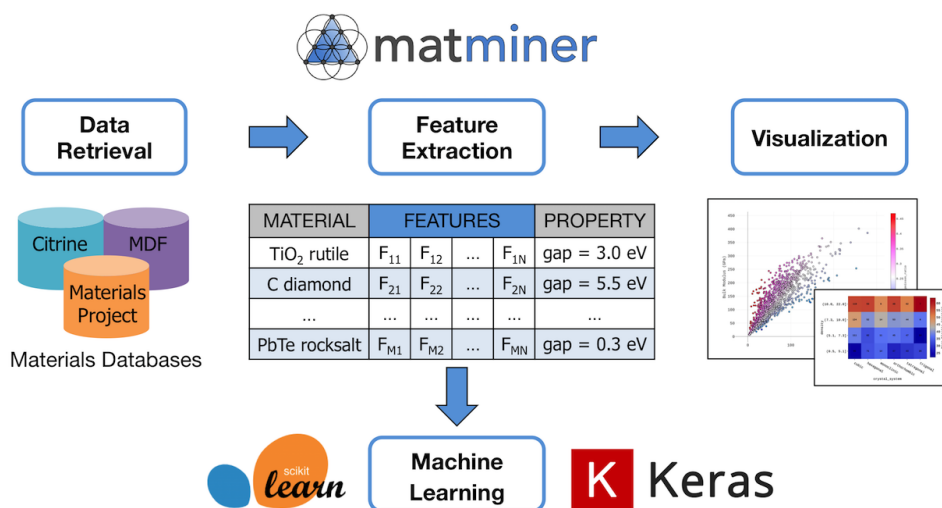 matminer
Data
Retrieval
Feature
Extraction
Visualization
Citrine
MDF
Materials
Project
Materials Databases
MATERIAL FEATURES PROPERTY
TiO₂ rutile F₁₁ F₁₂ ... F₁N gap = 3.0 eV
C diamond F₂₁ F₂₂ ... F₂N gap = 5.5 eV
... ... ... ... ... ...
PbTe rocksalt FM₁ FM₂ ... FMN gap = 0.3 eV
crystal_system
scikit
learn
Machine
Learning
K Keras